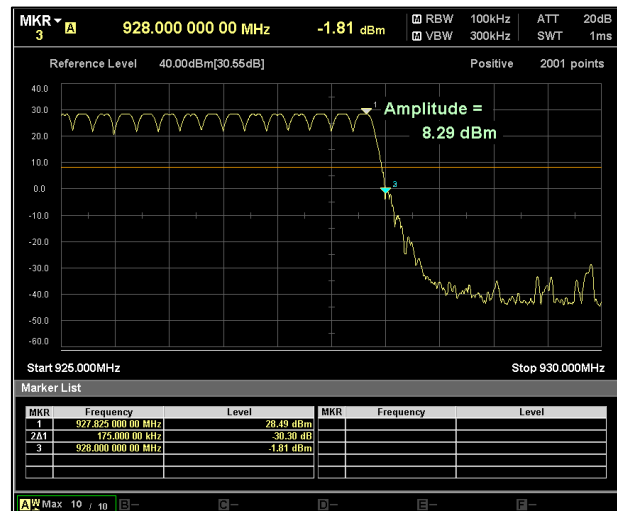 MKR 3 A 928.000 000 00 MHz -1.81 dBm M RBW 100kHz ATT 20dB
M VBW 300kHz SWT 1ms
Reference Level 40.00dBm[30.55dB] Positive 2001 points
40.0
30.0
20.0
10.0
0.0
-10.0
-20.0
-30.0
-40.0
-50.0
-60.0
1
Amplitude =
8.29 dBm
3
Start 925.000MHz Stop 930.000MHz
Marker List
MKR Frequency Level MKR Frequency Level
1 927.825 000 00 MHz 28.49 dBm
2Δ1 175.000 00 kHz -30.30 dB
3 928.000 000 00 MHz -1.81 dBm
A W M Max 10 / 10 B— C— D— E— F—